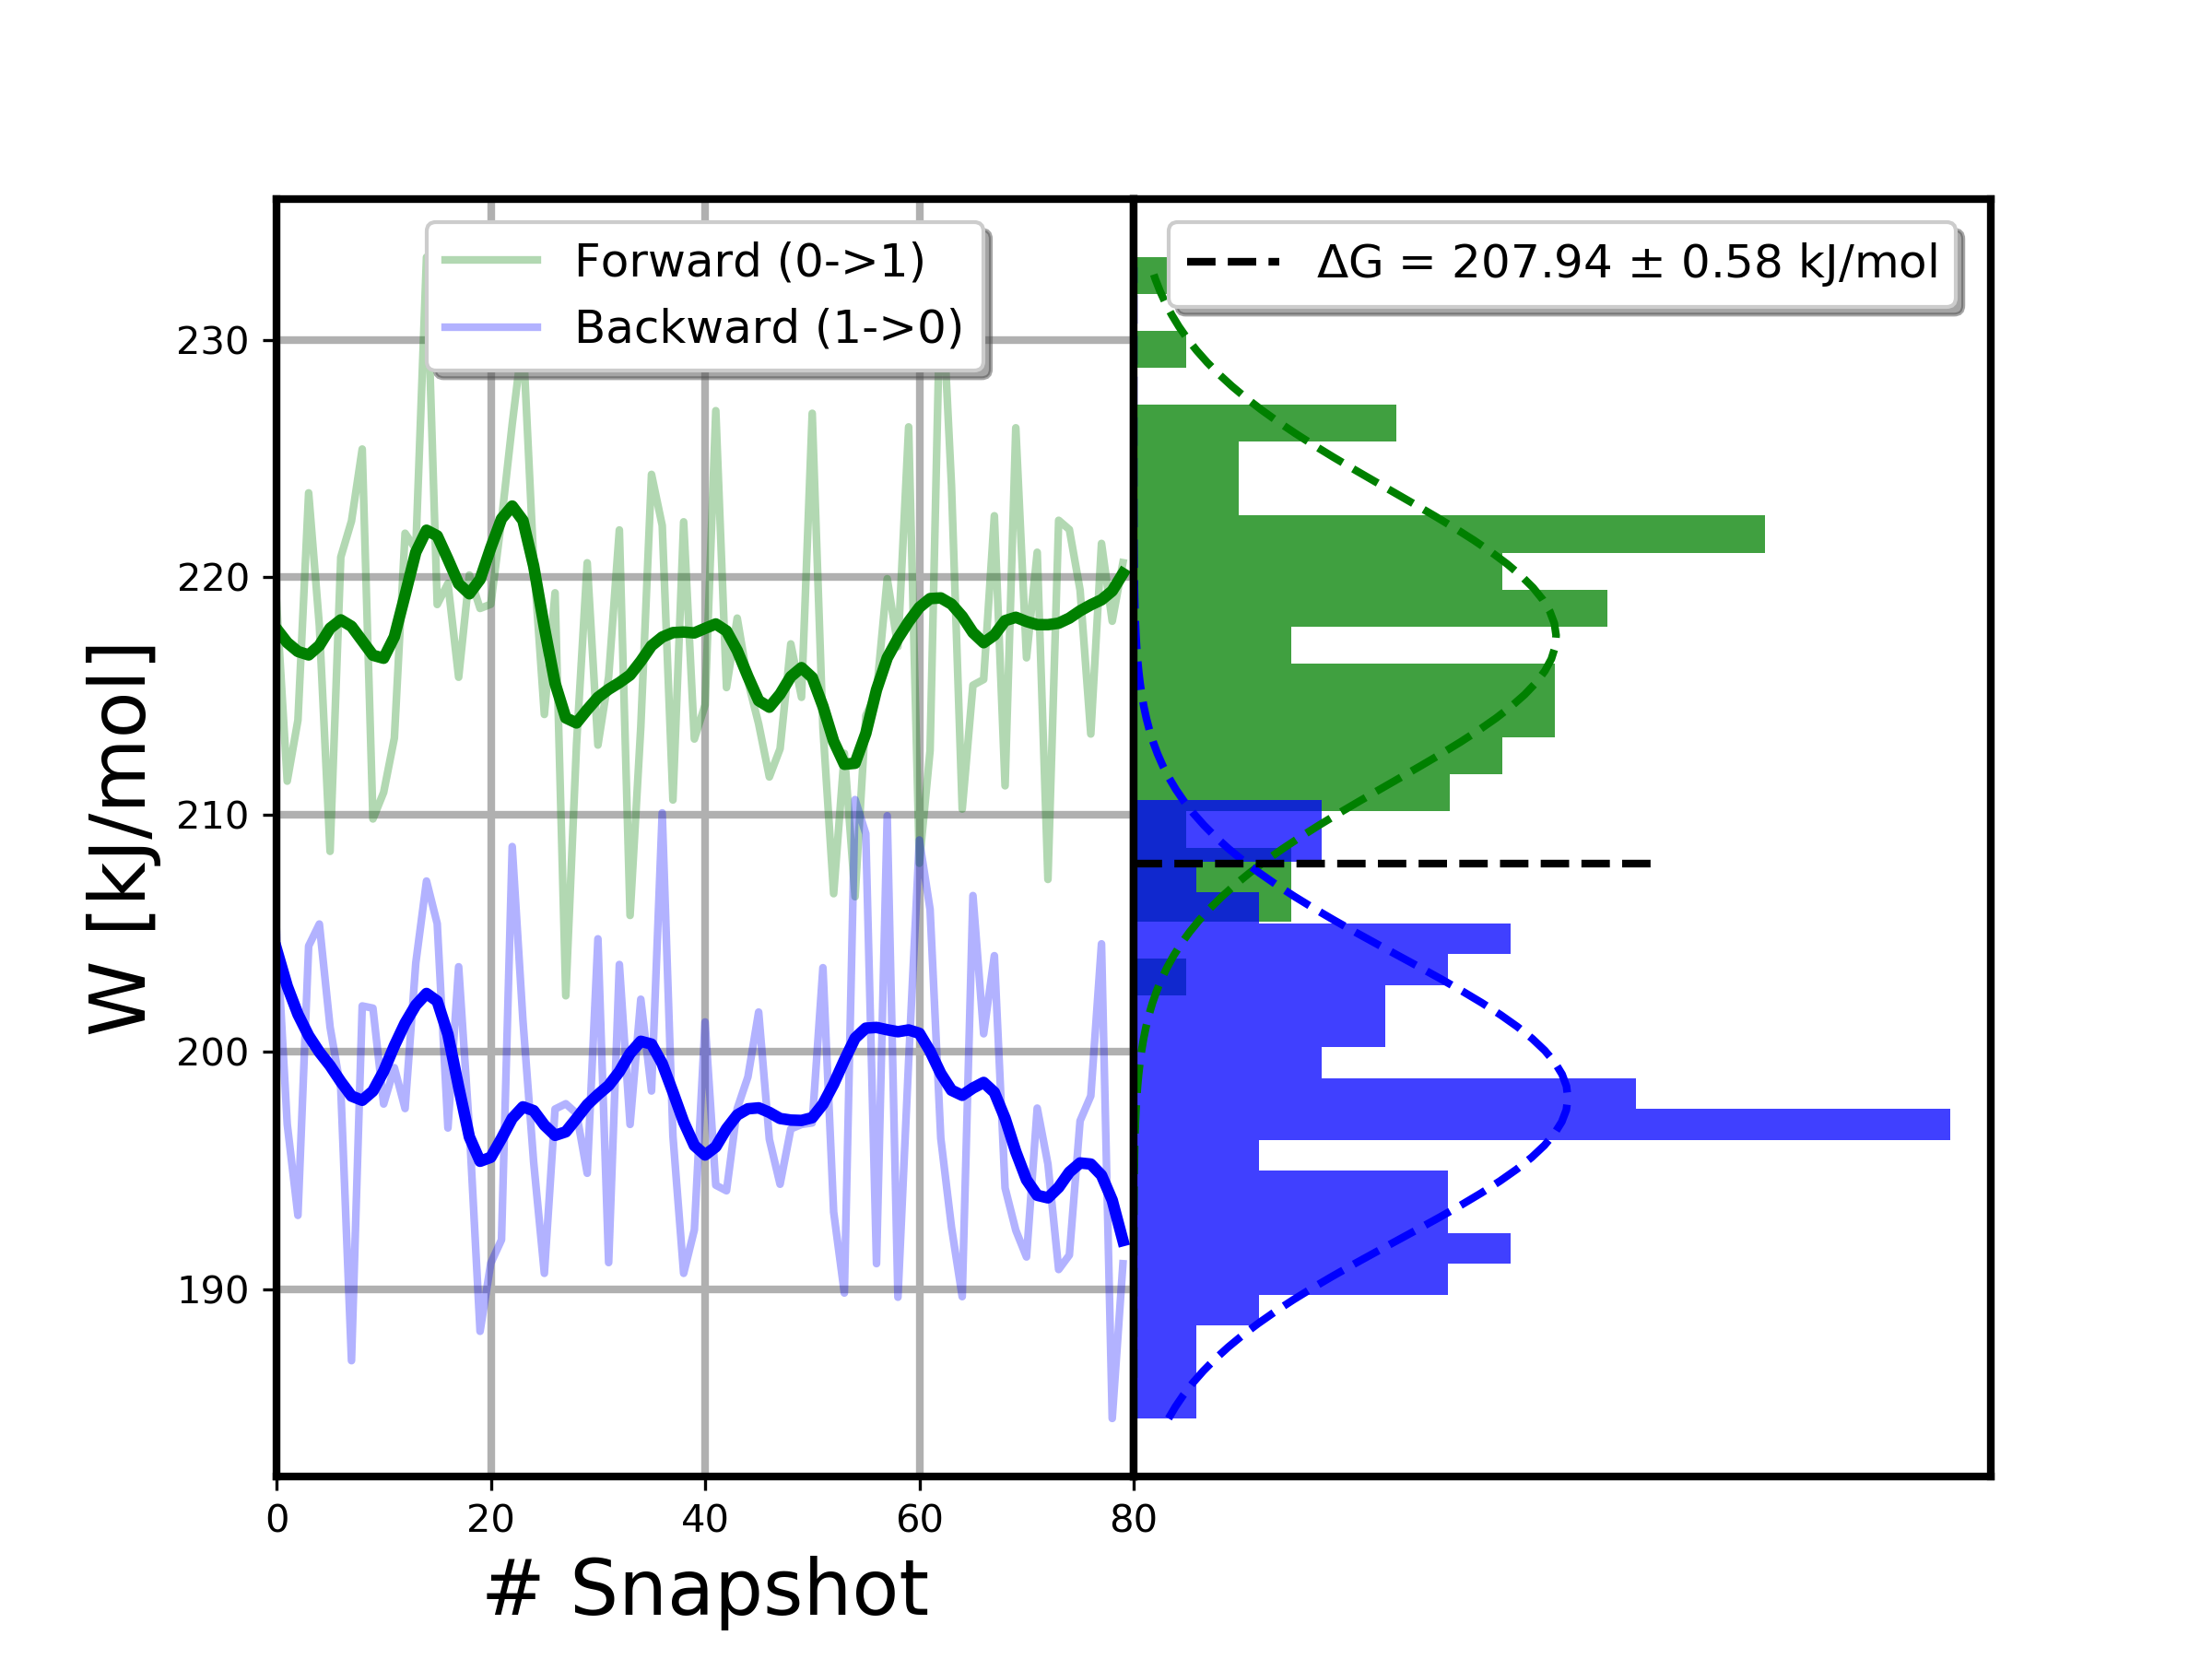 Forward (0->1)
Backward (1->0)
ΔG = 207.94 ± 0.58 kJ/mol
W [kJ/mol]
230
220
210
200
190
0 20 40 60 80
# Snapshot